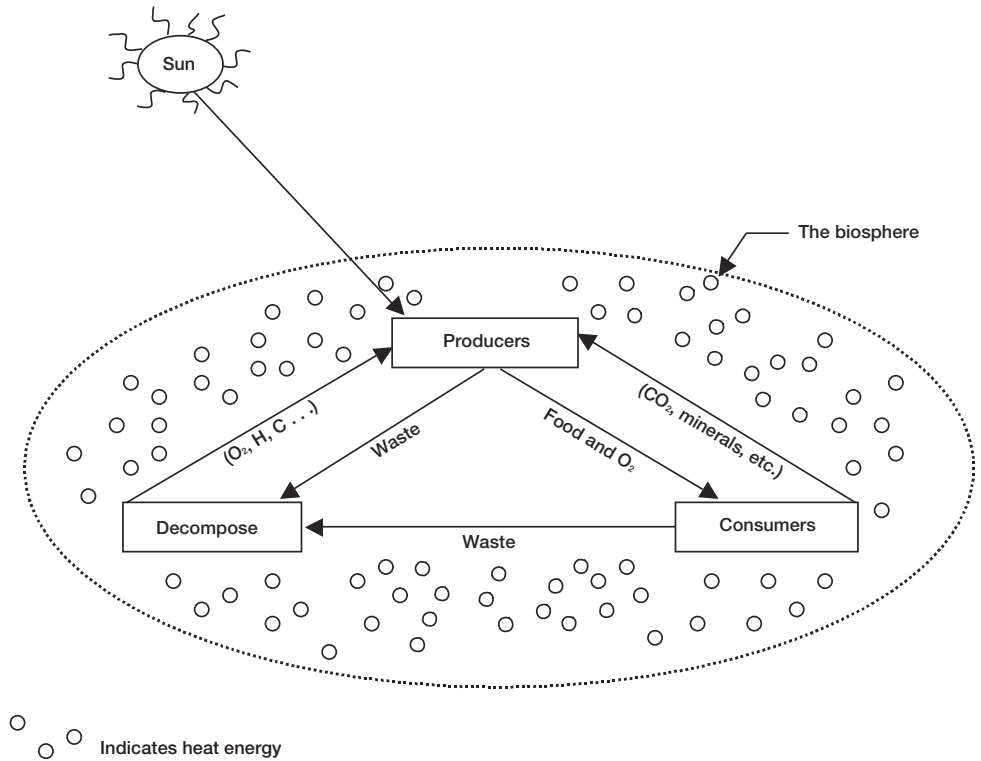 Sun
The biosphere
Producers
(O₂, H, C . . .)
Waste
Food and O₂
(CO₂, minerals, etc.)
Decompose
Consumers
Waste
Indicates heat energy